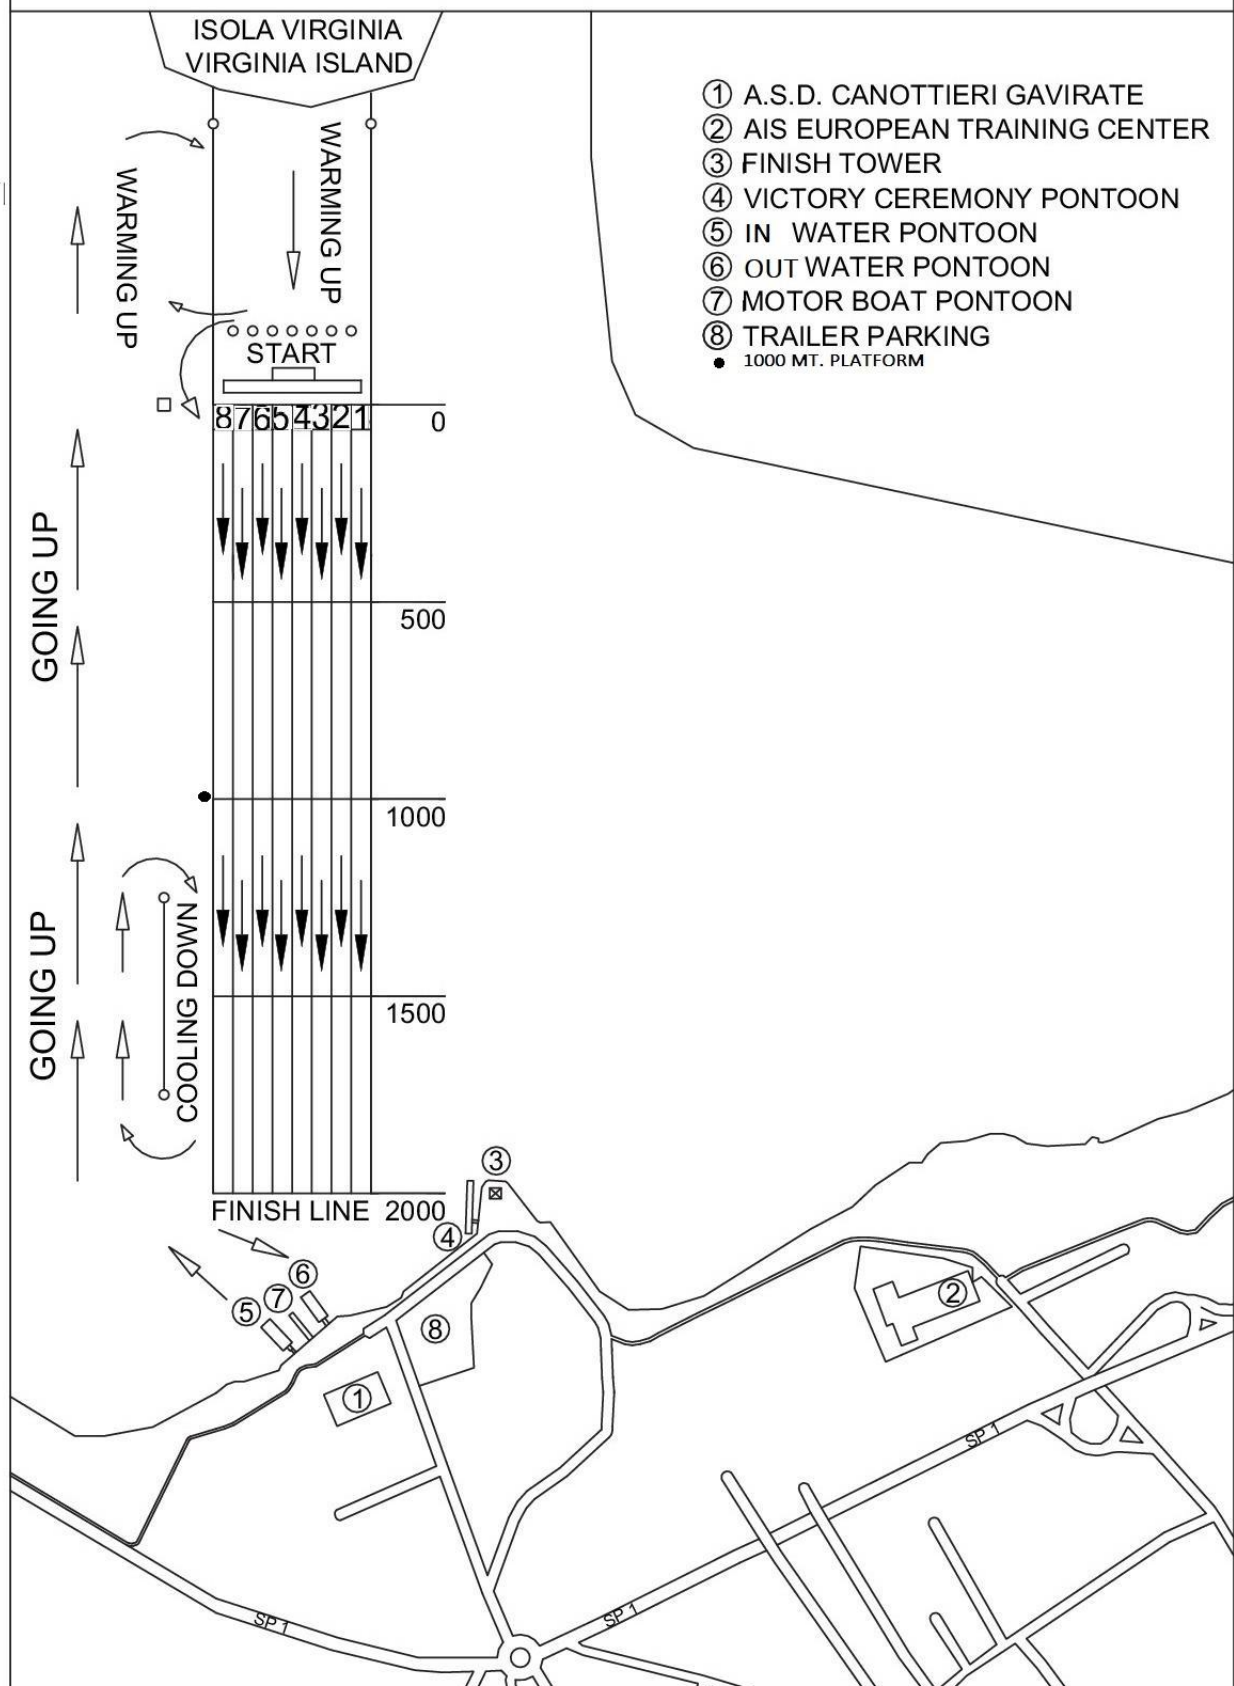 ISOLA VIRGINIA
VIRGINIA ISLAND
① A.S.D. CANOTTIERI GAVIRATE
② AIS EUROPEAN TRAINING CENTER
③ FINISH TOWER
④ VICTORY CEREMONY PONTOON
⑤ IN WATER PONTOON
⑥ OUT WATER PONTOON
⑦ MOTOR BOAT PONTOON
⑧ TRAILER PARKING
● 1000 MT. PLATFORM
WARMING UP
WARMING UP
START
8 7 6 5 4 3 2 1
0
GOING UP
500
1000
GOING UP
COOLING DOWN
1500
③
FINISH LINE 2000
④
⑥
⑤ ⑦
②
⑧
①
SP 1
SP 1
SP 1